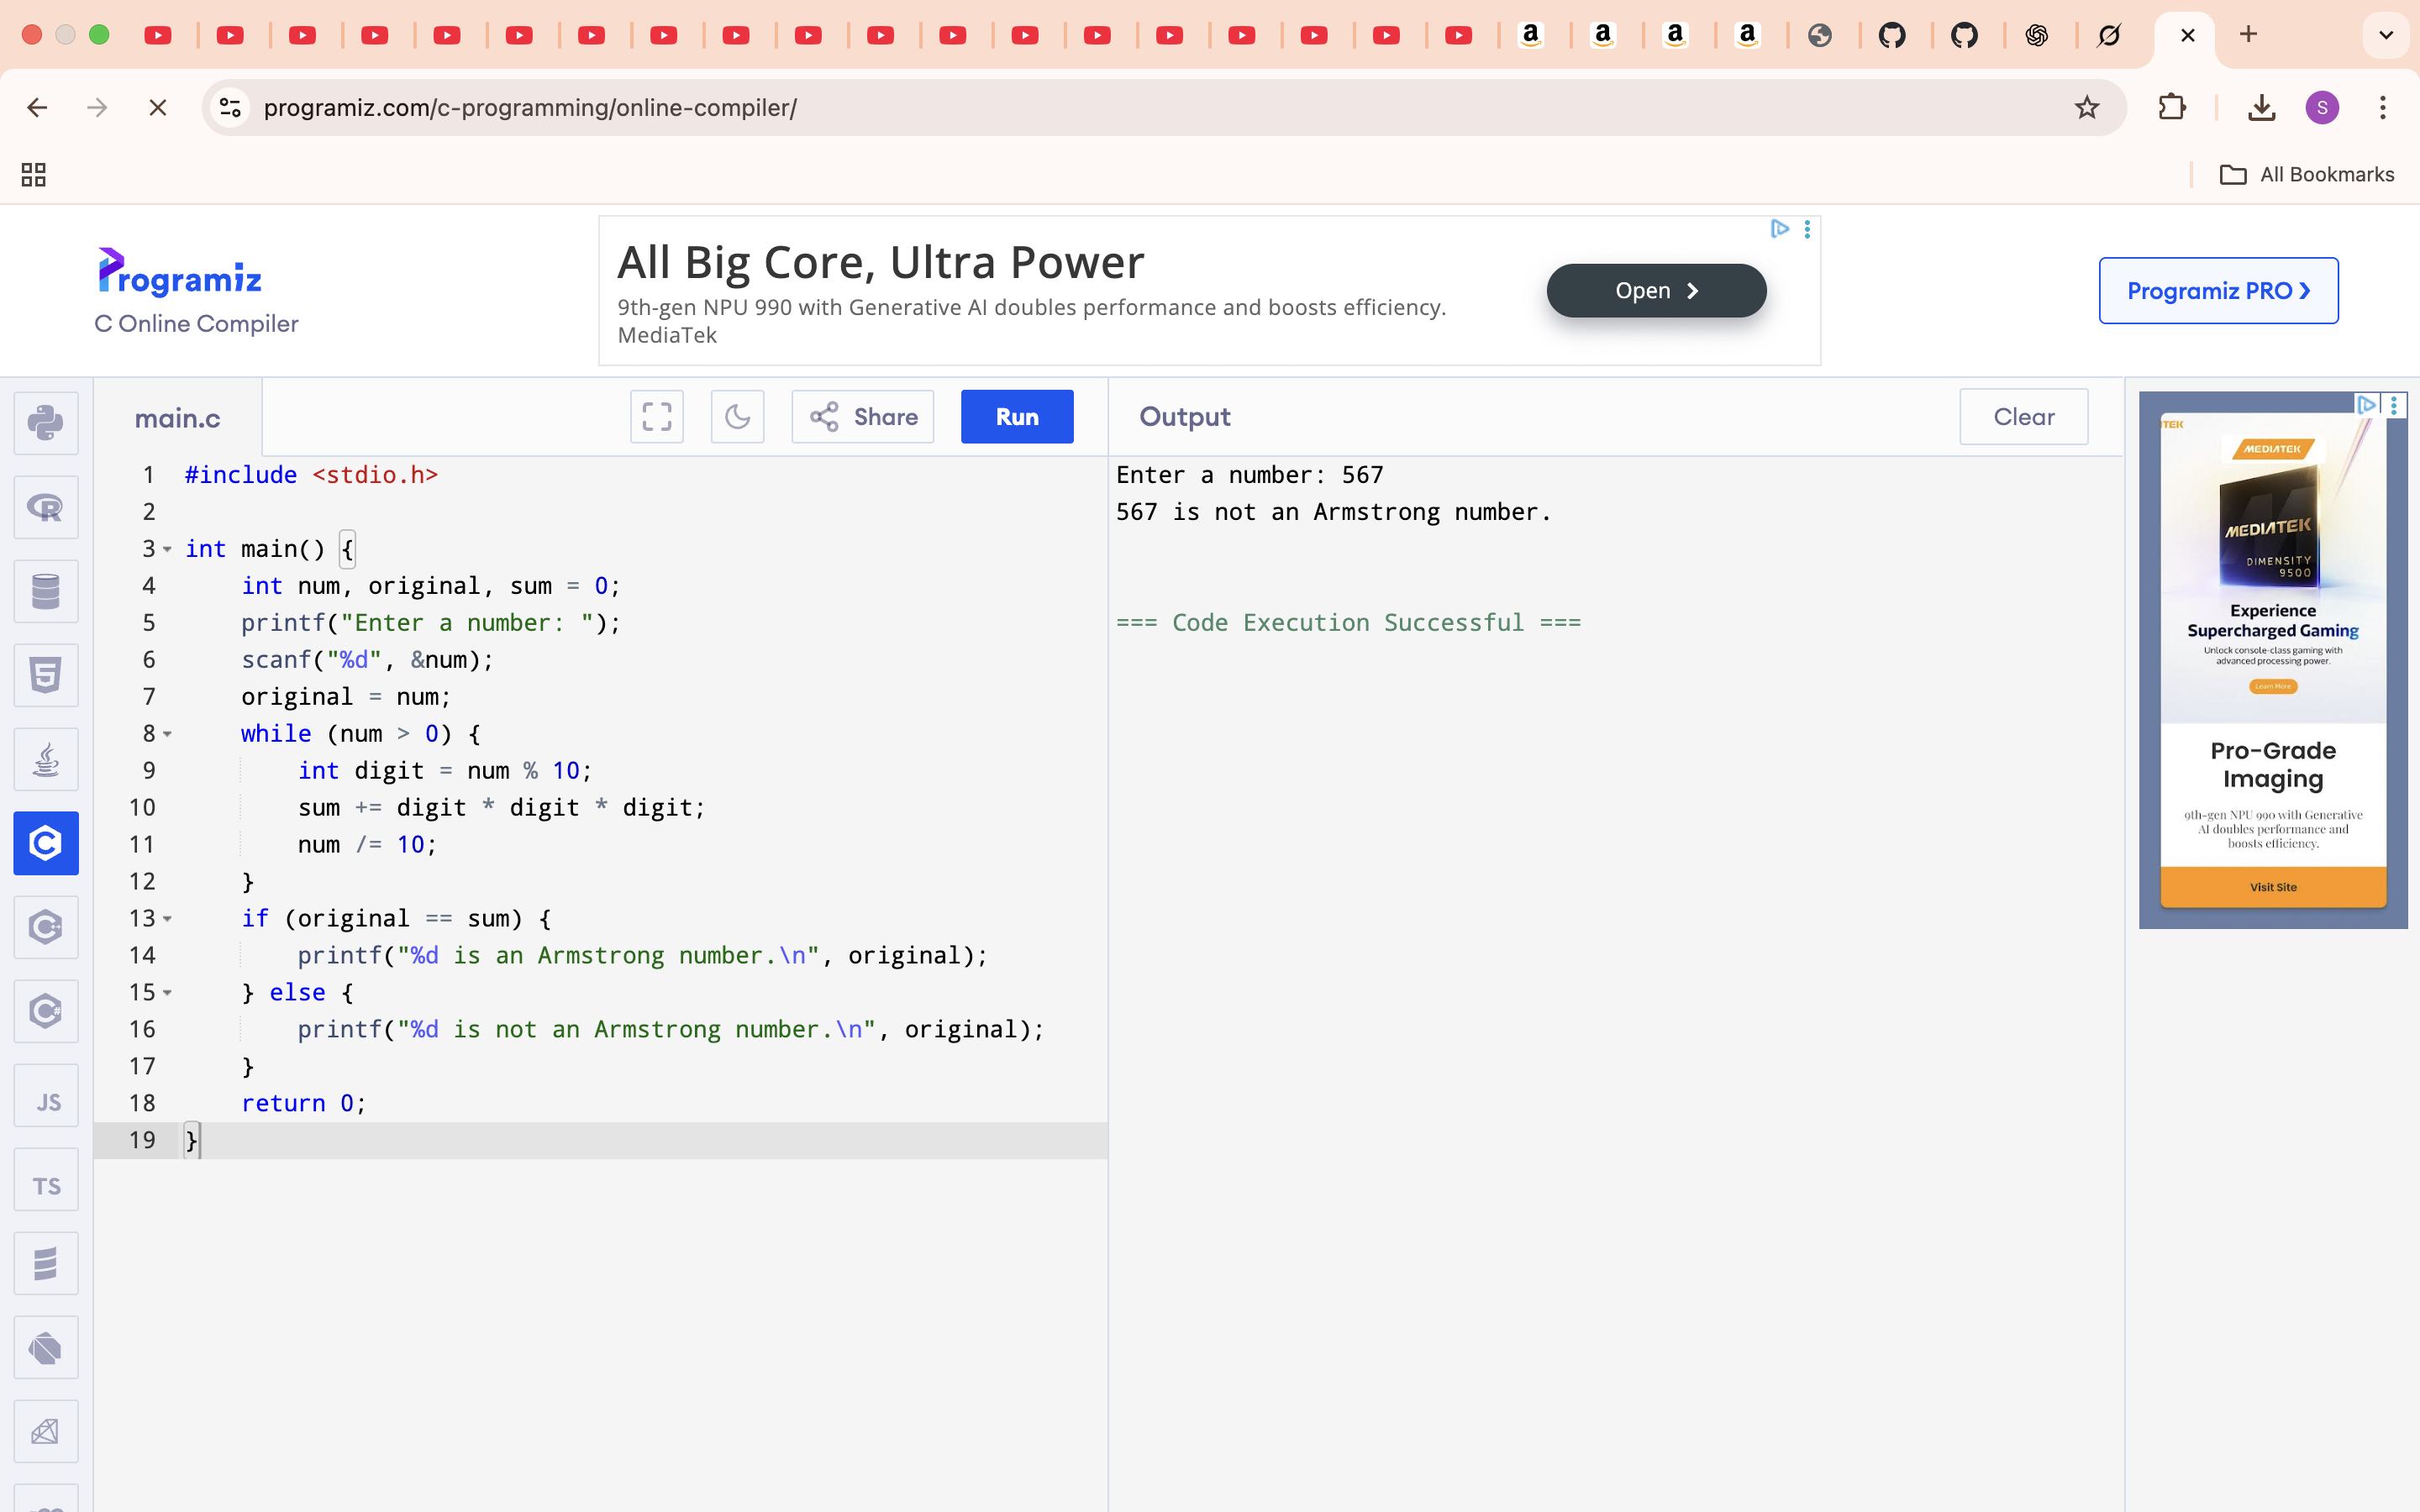 programiz.com/c-programming/online-compiler/
S
All Bookmarks
Programiz
C Online Compiler
All Big Core, Ultra Power
9th-gen NPU 990 with Generative AI doubles performance and boosts efficiency.
MediaTek
Open
Programiz PRO
main.c
Share
Run
Output
Clear
1 #include <stdio.h>
2
3 int main() {
4     int num, original, sum = 0;
5     printf("Enter a number: ");
6     scanf("%d", &num);
7     original = num;
8     while (num > 0) {
9         int digit = num % 10;
10         sum += digit * digit * digit;
11         num /= 10;
12     }
13     if (original == sum) {
14         printf("%d is an Armstrong number.\n", original);
15     } else {
16         printf("%d is not an Armstrong number.\n", original);
17     }
18     return 0;
19 }
Enter a number: 567
567 is not an Armstrong number.
=== Code Execution Successful ===
JS
TS
TEK
MEDIATEK
MEDIATEK
DIMENSITY
9500
Experience
Supercharged Gaming
Unlock console-class gaming with
advanced processing power.
Learn More
Pro-Grade
Imaging
9th-gen NPU 990 with Generative
AI doubles performance and
boosts efficiency.
Visit Site